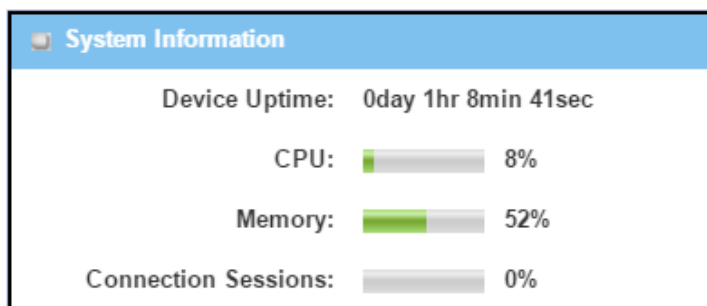 System Information
Device Uptime: 0day 1hr 8min 41sec
CPU: 8%
Memory: 52%
Connection Sessions: 0%